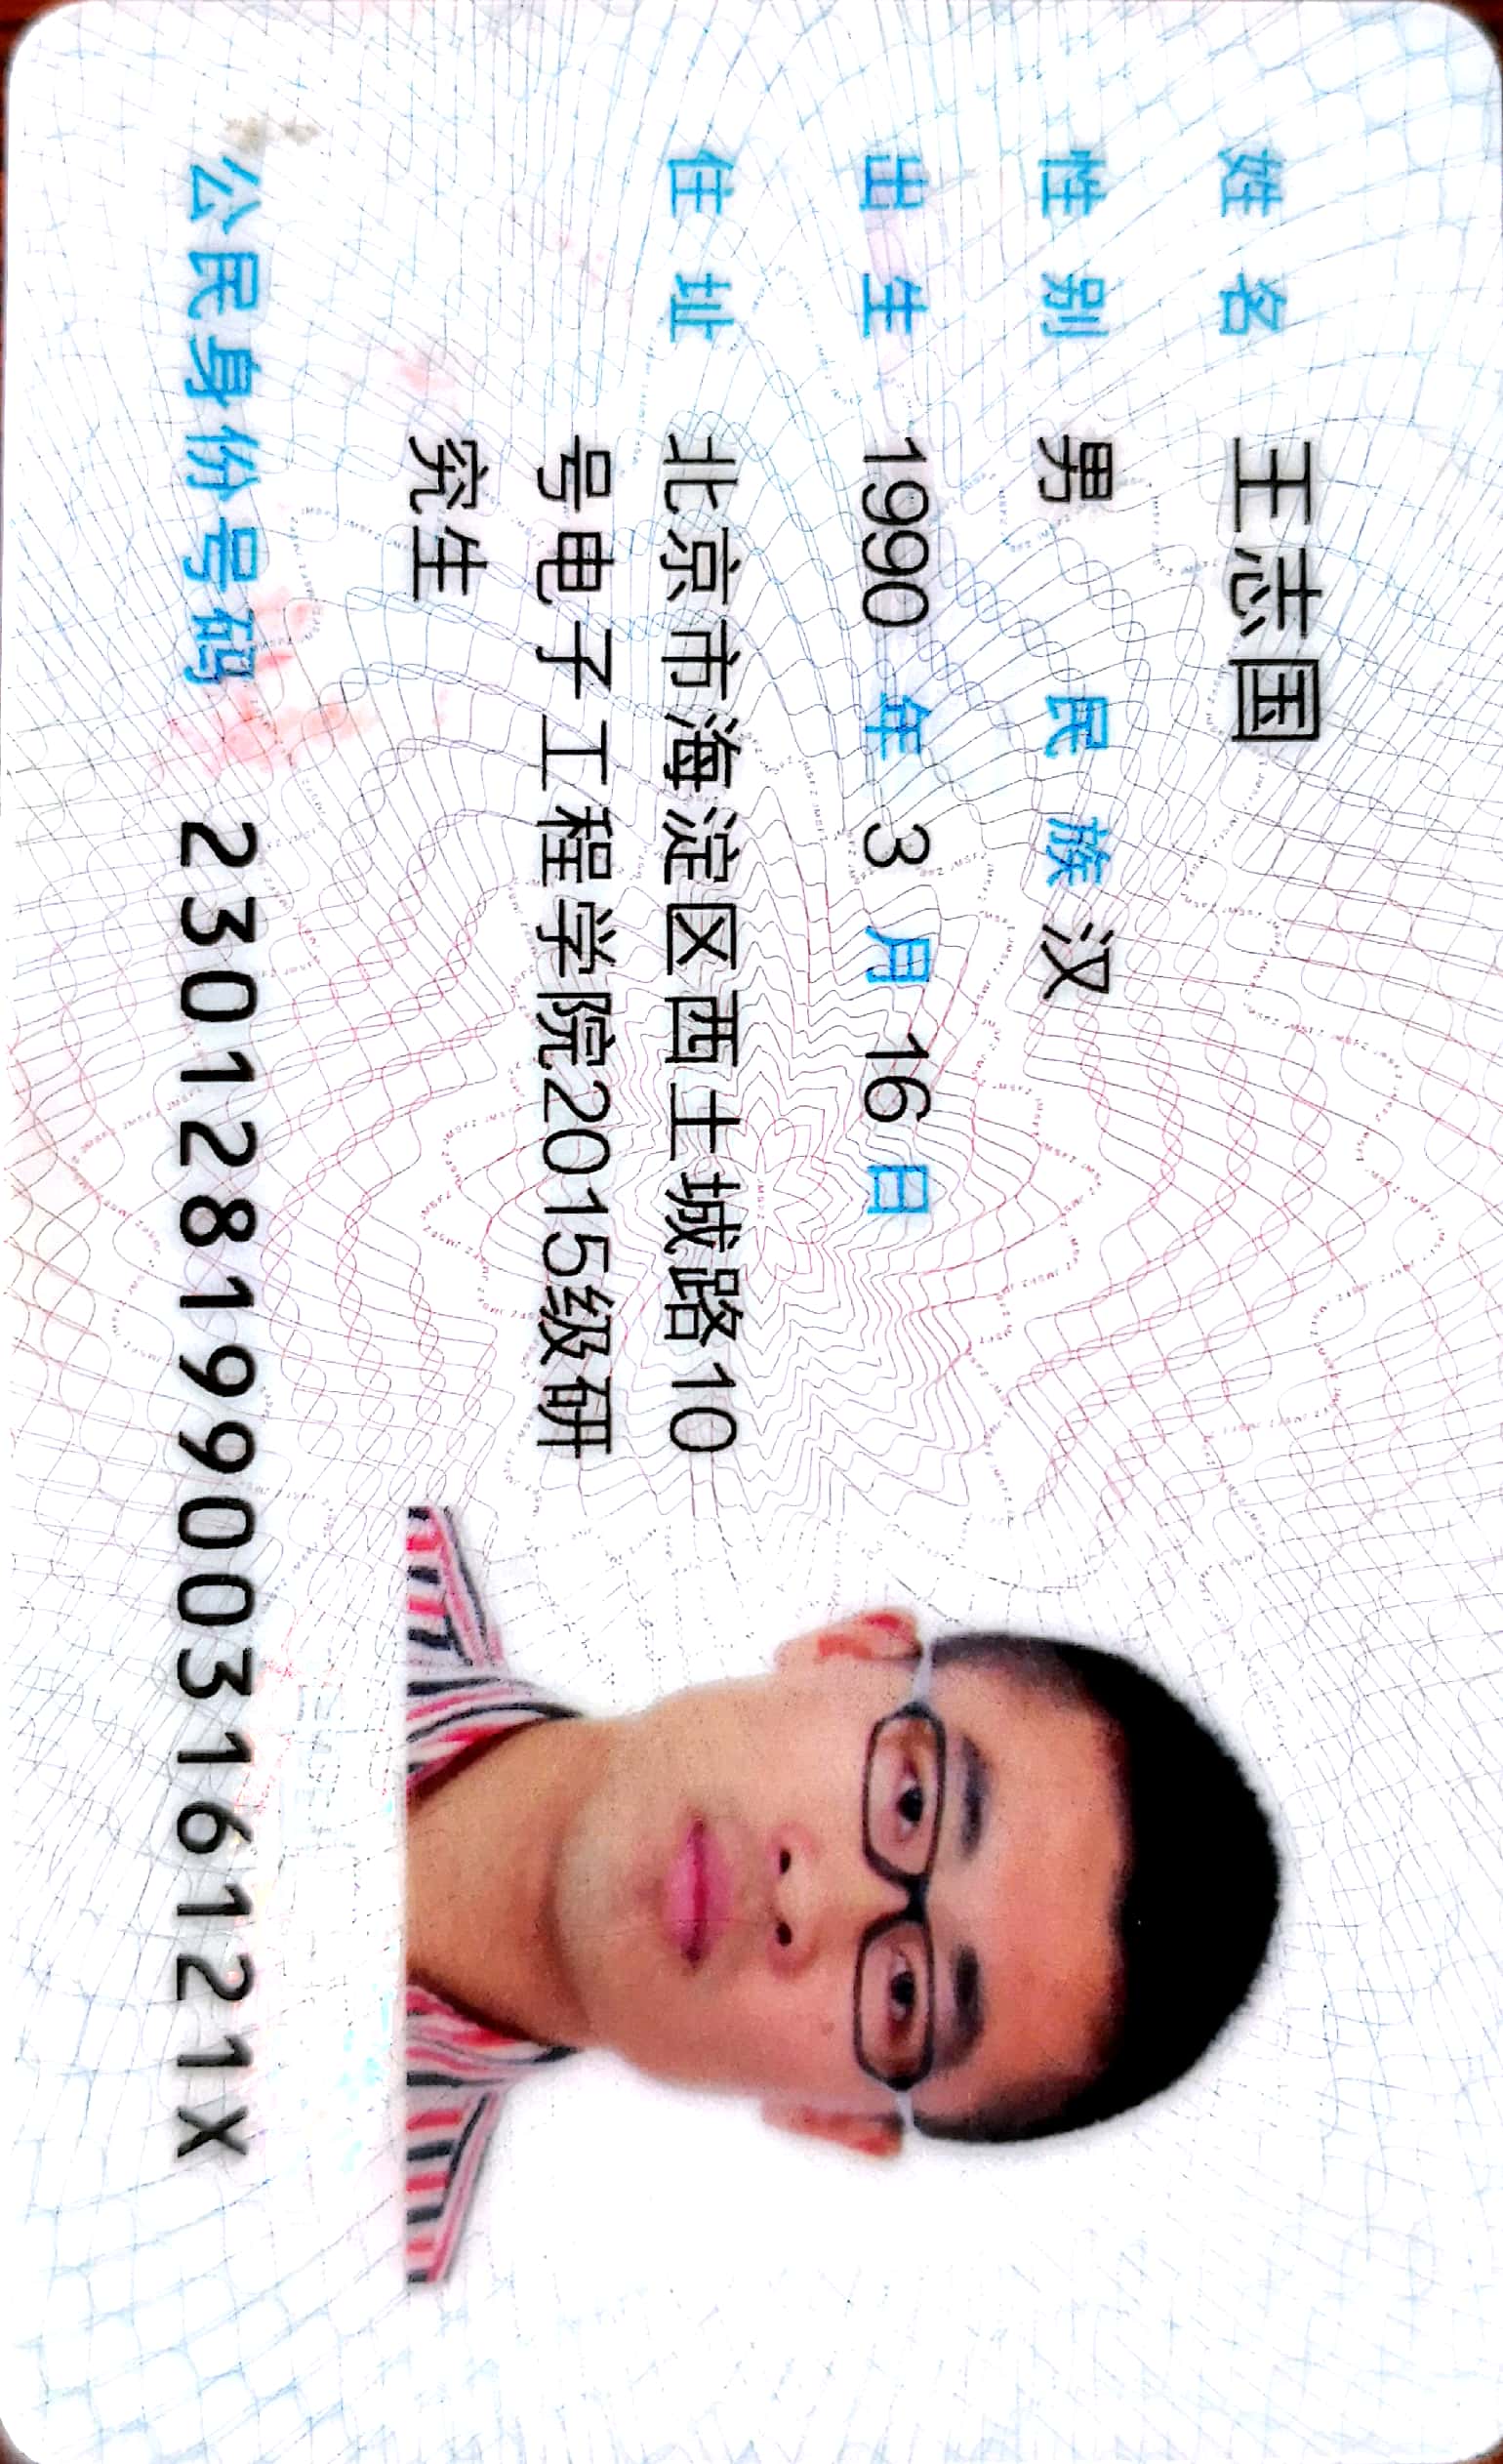 姓名 王志国
性别 男 民族 汉
出生 1990 年 3 月 16 日
住址 北京市海淀区西土城路10
号电子工程学院2015级研
究生
公民身份号码 23012819900316121X